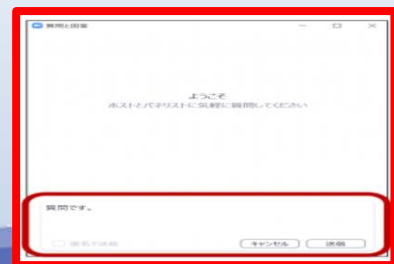 質問と回答
ようこそ
ホストとパネリストに気軽に質問してください
質問です。
匿名で送信
キャンセル
送信